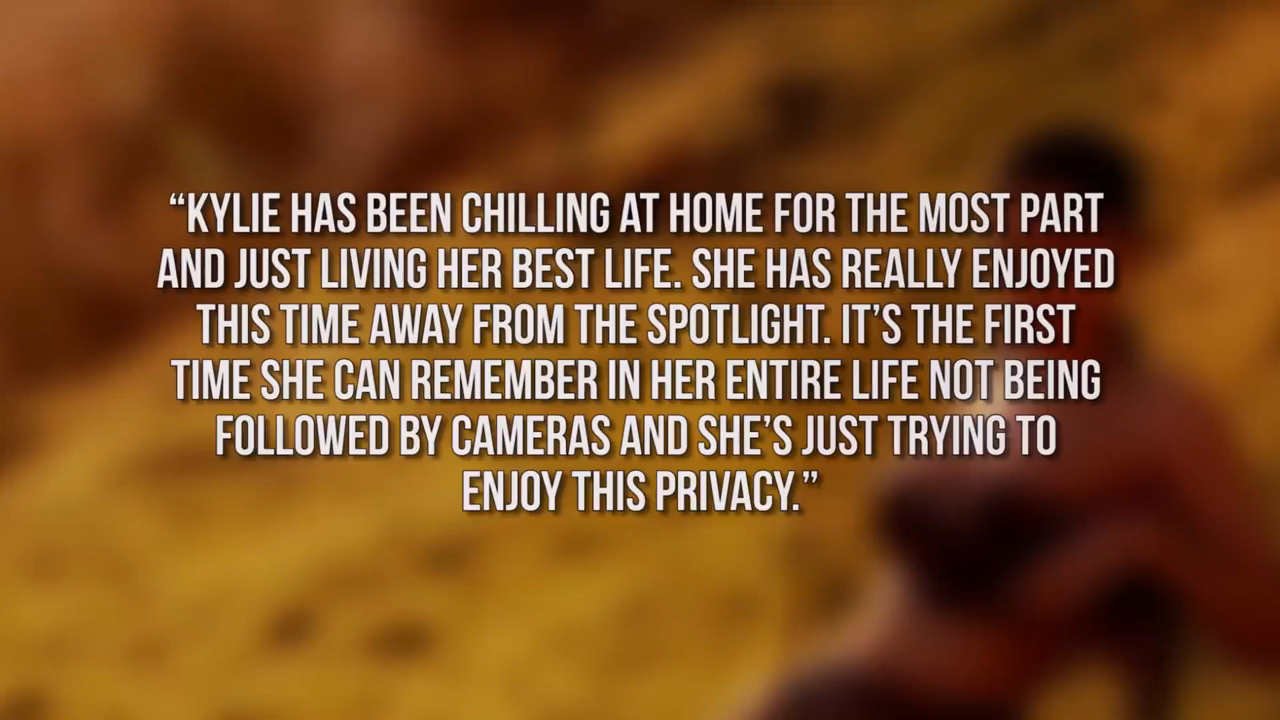 “KYLIE HAS BEEN CHILLING AT HOME FOR THE MOST PART
AND JUST LIVING HER BEST LIFE. SHE HAS REALLY ENJOYED
THIS TIME AWAY FROM THE SPOTLIGHT. IT’S THE FIRST
TIME SHE CAN REMEMBER IN HER ENTIRE LIFE NOT BEING
FOLLOWED BY CAMERAS AND SHE’S JUST TRYING TO
ENJOY THIS PRIVACY.”